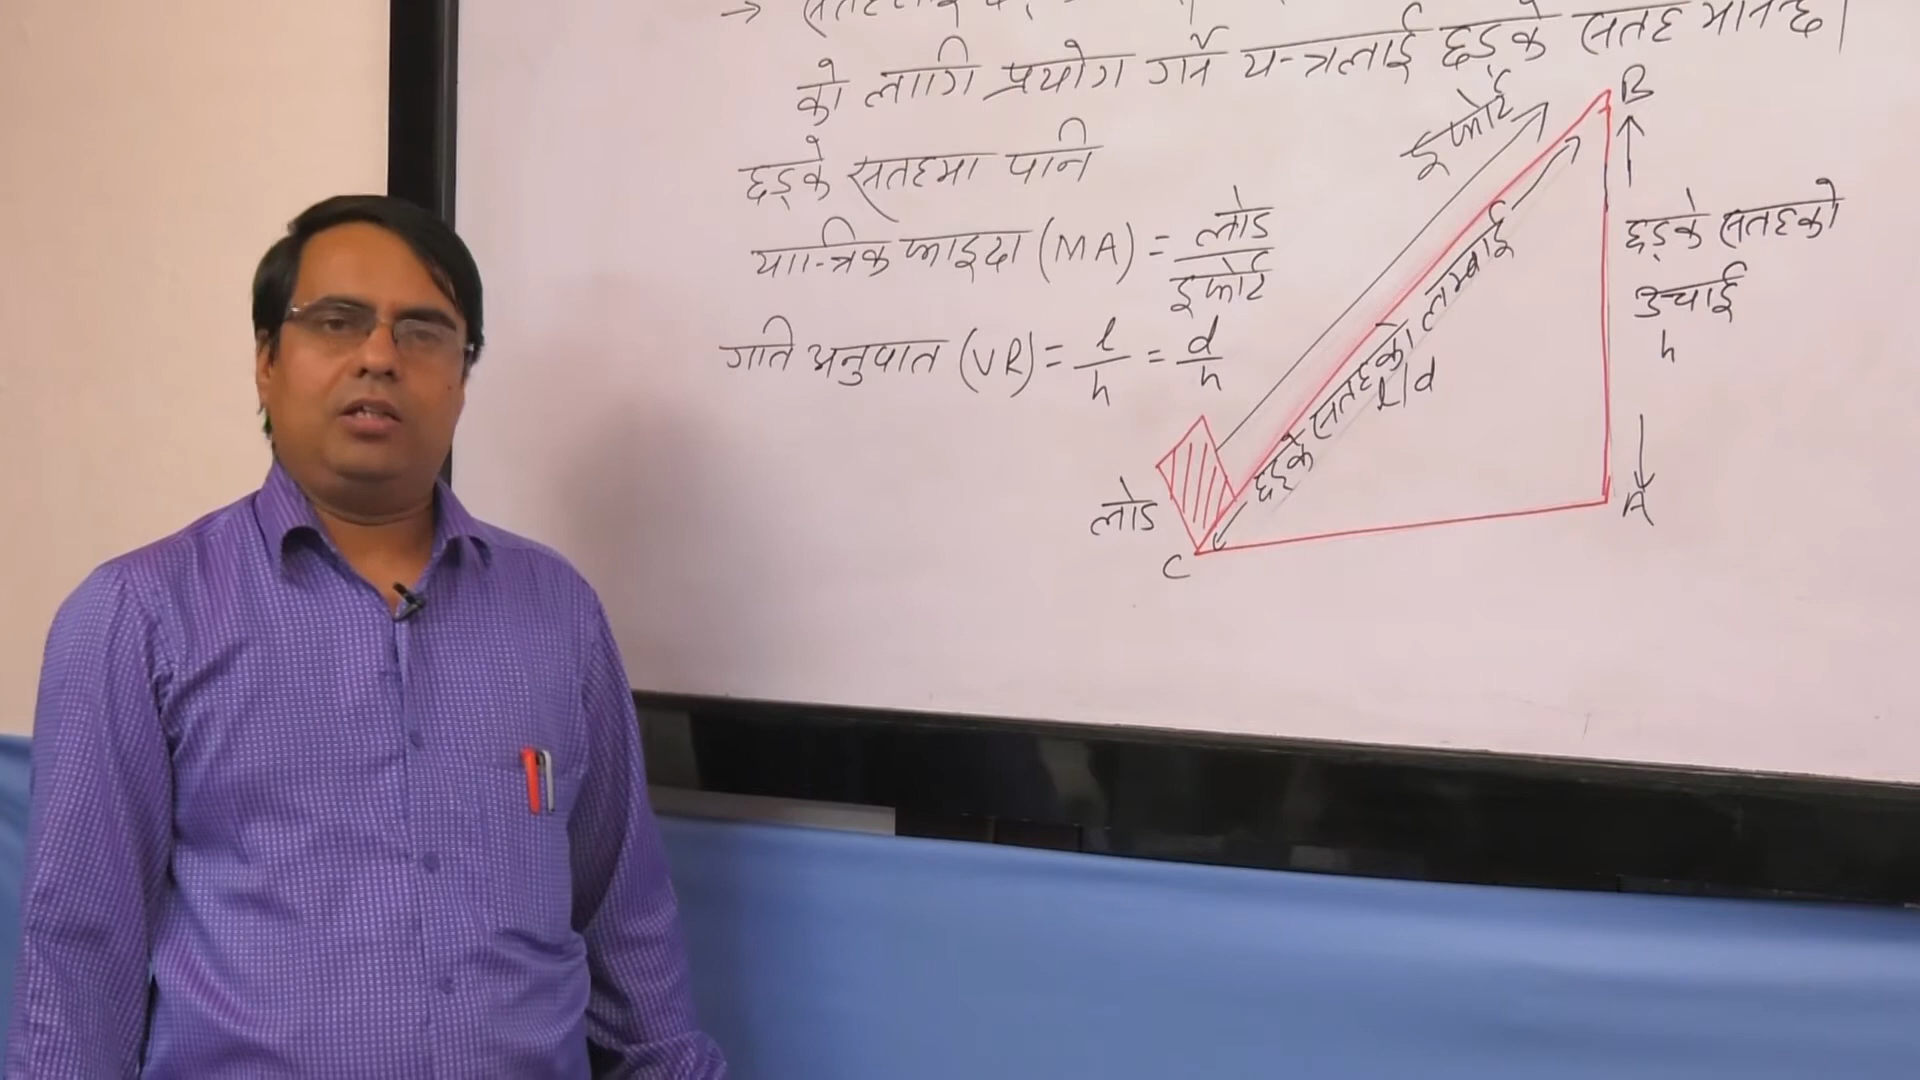 →
को लागि प्रयोग गर्ने यन्त्रलाई छड्के सतह भनिन्छ।
छड्के सतहमा पनि
यान्त्रिक फाइदा (MA) = लोड / इफोर्ट
गति अनुपात (VR) = l/h = d/h
इफोर्ट
B
छड्के सतहको
उचाई
h
छड्के सतहको लम्बाई
l/d
लोड
A
C